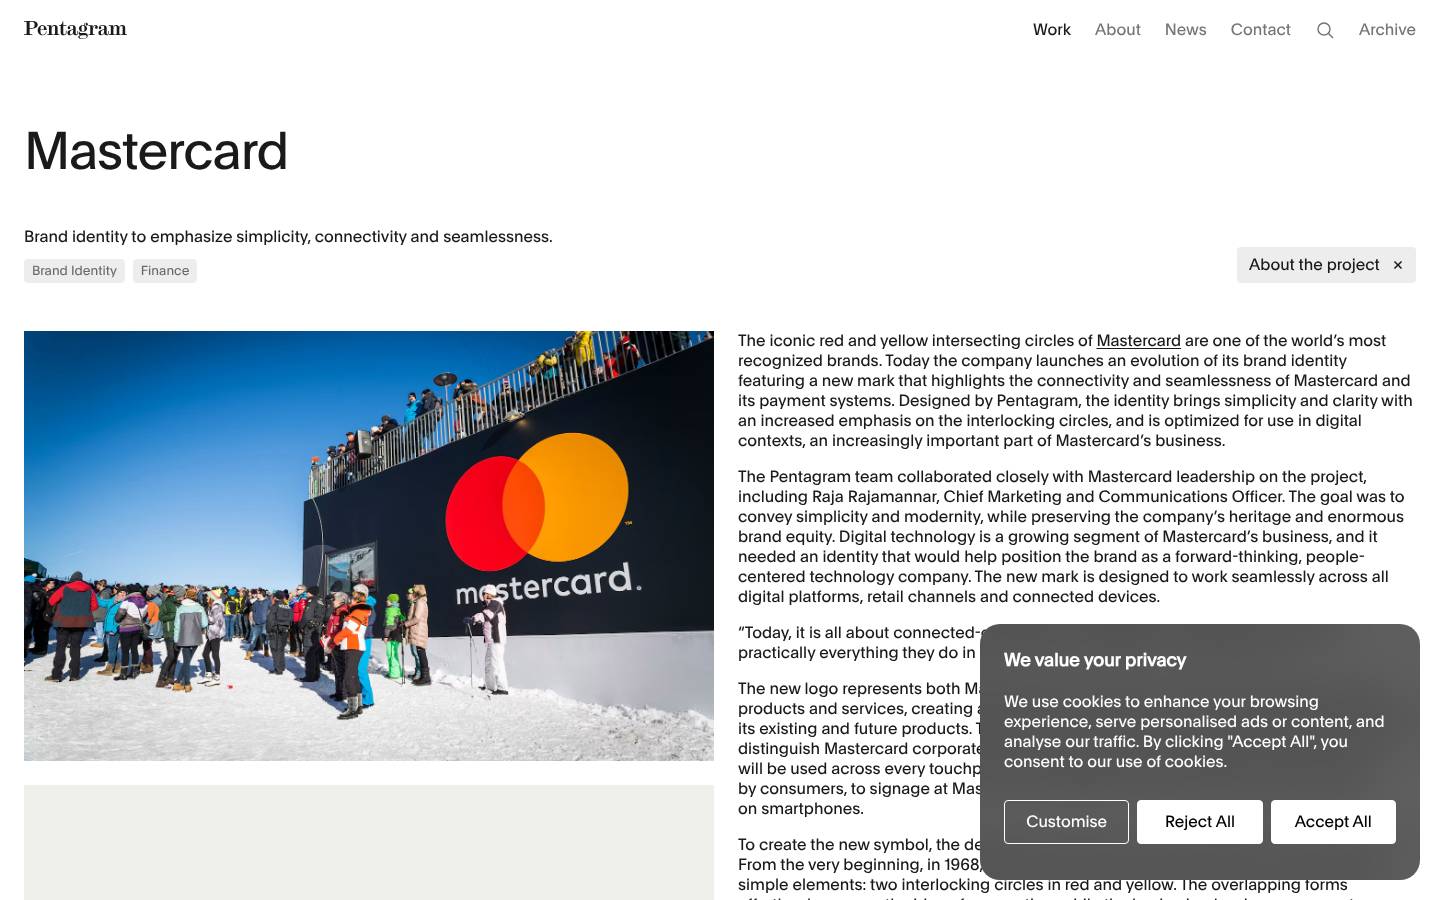 Pentagram
Work
About
News
Contact
Archive
Mastercard
Brand identity to emphasize simplicity, connectivity and seamlessness.
Brand Identity
Finance
About the project ×
mastercard.
™
The iconic red and yellow intersecting circles of Mastercard are one of the world’s most
recognized brands. Today the company launches an evolution of its brand identity
featuring a new mark that highlights the connectivity and seamlessness of Mastercard and
its payment systems. Designed by Pentagram, the identity brings simplicity and clarity with
an increased emphasis on the interlocking circles, and is optimized for use in digital
contexts, an increasingly important part of Mastercard’s business.
The Pentagram team collaborated closely with Mastercard leadership on the project,
including Raja Rajamannar, Chief Marketing and Communications Officer. The goal was to
convey simplicity and modernity, while preserving the company’s heritage and enormous
brand equity. Digital technology is a growing segment of Mastercard’s business, and it
needed an identity that would help position the brand as a forward-thinking, people-
centered technology company. The new mark is designed to work seamlessly across all
digital platforms, retail channels and connected devices.
“Today, it is all about connected-
practically everything they do in
The new logo represents both
products and services, creating
its existing and future products.
distinguish Mastercard corporate
will be used across every
by consumers, to signage at
on smartphones.
To create the new symbol, the
From the very beginning, in 1968,
simple elements: two interlocking circles in red and yellow. The overlapping forms
We value your privacy
We use cookies to enhance your browsing
experience, serve personalised ads or content, and
analyse our traffic. By clicking "Accept All", you
consent to our use of cookies.
Customise
Reject All
Accept All